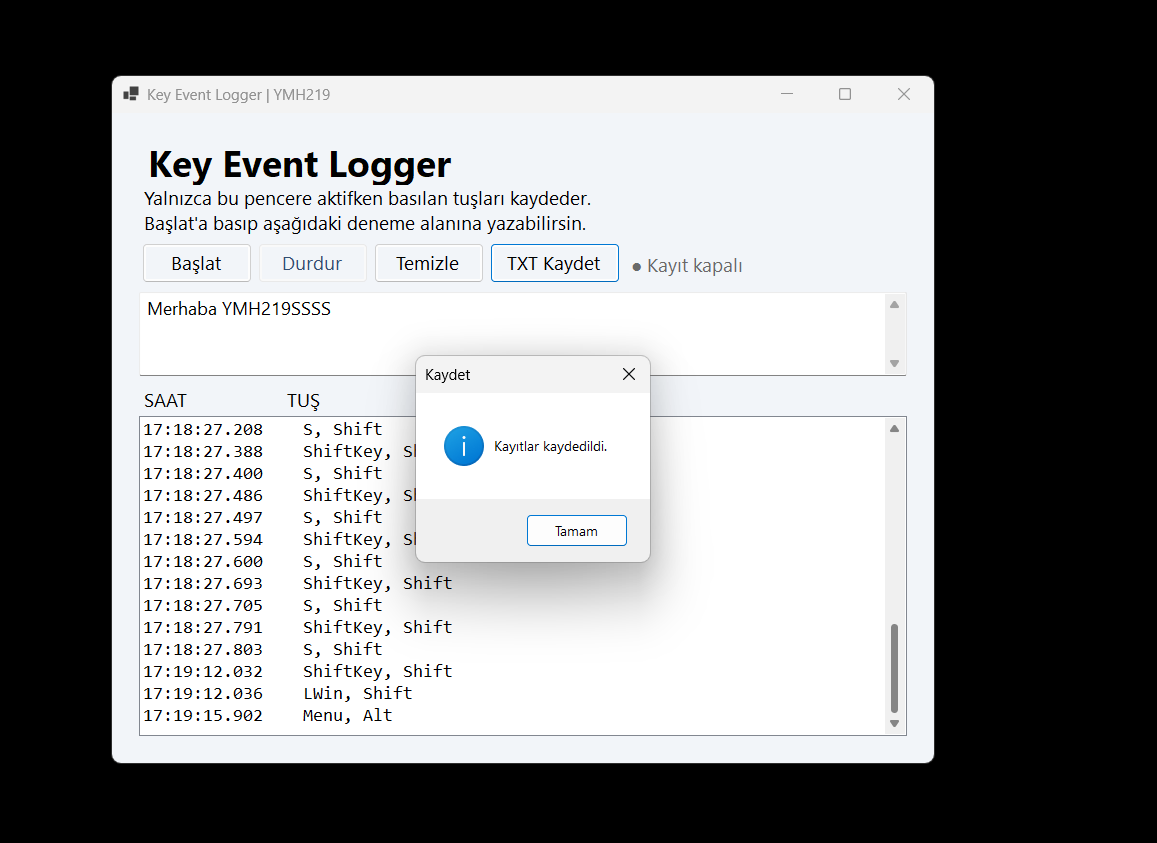 Key Event Logger | YMH219
Key Event Logger
Yalnızca bu pencere aktifken basılan tuşları kaydeder.
Başlat'a basıp aşağıdaki deneme alanına yazabilirsin.
Başlat Durdur Temizle TXT Kaydet ● Kayıt kapalı
Merhaba YMH219SSSS
SAAT TUŞ
17:18:27.208 S, Shift
17:18:27.388 ShiftKey,
17:18:27.400 S, Shift
17:18:27.486 ShiftKey,
17:18:27.497 S, Shift
17:18:27.594 ShiftKey,
17:18:27.600 S, Shift
17:18:27.693 ShiftKey, Shift
17:18:27.705 S, Shift
17:18:27.791 ShiftKey, Shift
17:18:27.803 S, Shift
17:19:12.032 ShiftKey, Shift
17:19:12.036 LWin, Shift
17:19:15.902 Menu, Alt
Kaydet
Kayıtlar kaydedildi.
Tamam